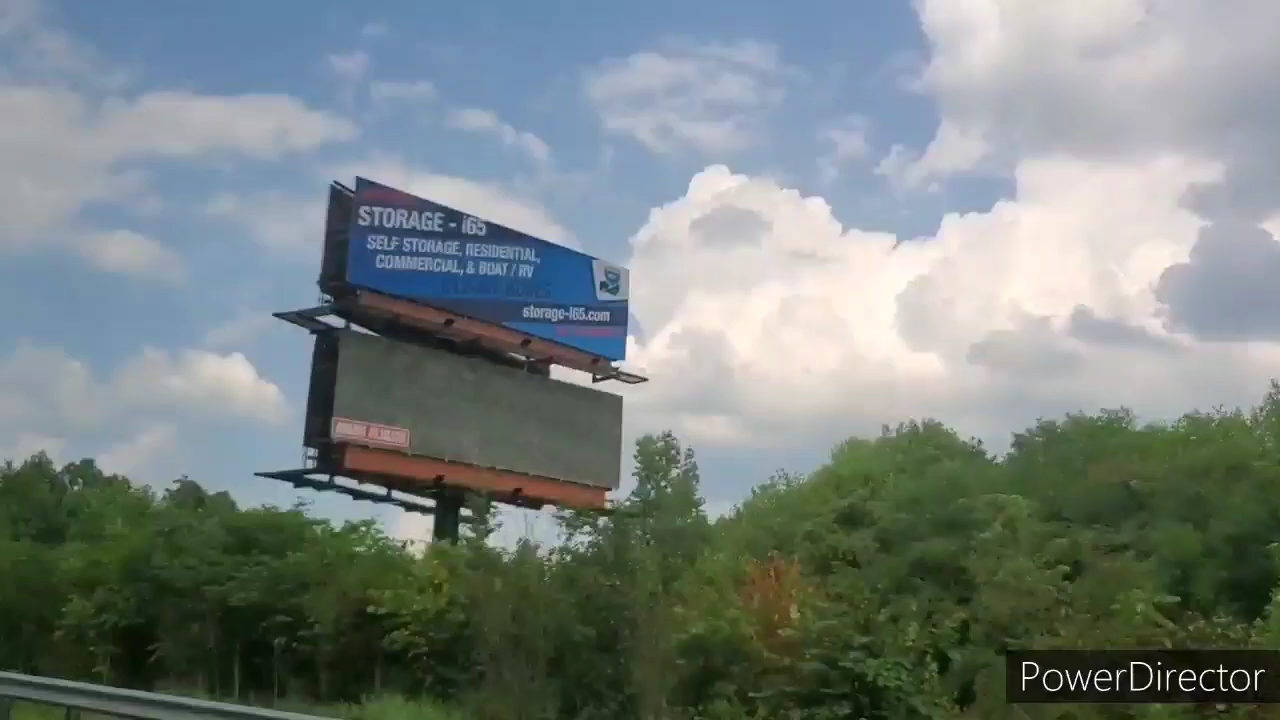 STORAGE - i65
SELF STORAGE, RESIDENTIAL,
COMMERCIAL, & BOAT / RV
storage-i65.com
PowerDirector